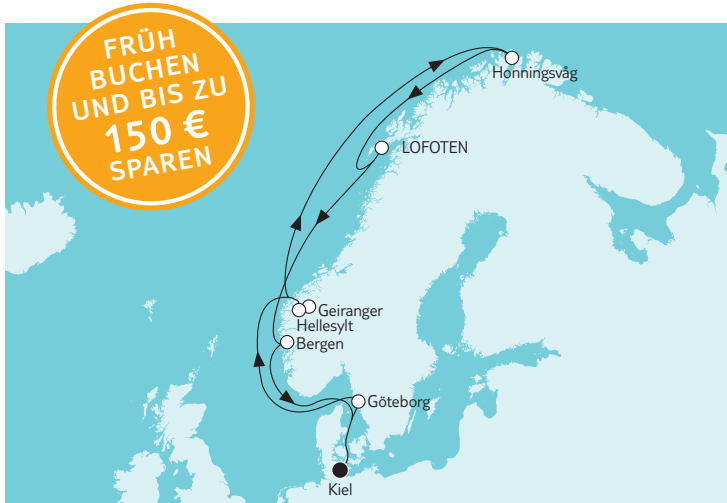 FRÜH
BUCHEN
UND BIS ZU
150 €
SPAREN
Honningsvåg
LOFOTEN
Geiranger
Hellesylt
Bergen
Göteborg
Kiel